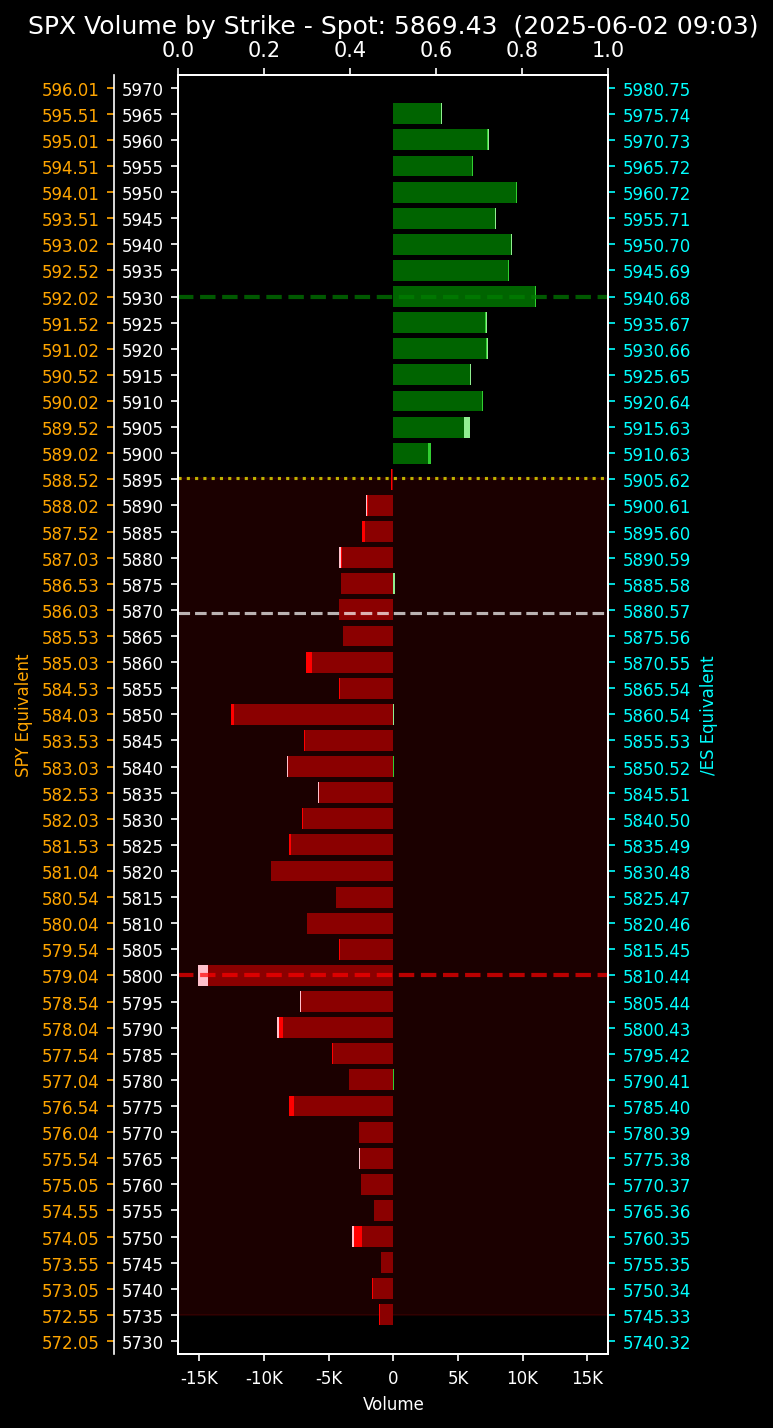 SPX Volume by Strike - Spot: 5869.43 (2025-06-02 09:03)
0.0 0.2 0.4 0.6 0.8 1.0
596.01 5970 5980.75
595.51 5965 5975.74
595.01 5960 5970.73
594.51 5955 5965.72
594.01 5950 5960.72
593.51 5945 5955.71
593.02 5940 5950.70
592.52 5935 5945.69
592.02 5930 5940.68
591.52 5925 5935.67
591.02 5920 5930.66
590.52 5915 5925.65
590.02 5910 5920.64
589.52 5905 5915.63
589.02 5900 5910.63
588.52 5895 5905.62
588.02 5890 5900.61
587.52 5885 5895.60
587.03 5880 5890.59
586.53 5875 5885.58
586.03 5870 5880.57
585.53 5865 5875.56
585.03 5860 5870.55
584.53 5855 5865.54
584.03 5850 5860.54
583.53 5845 5855.53
583.03 5840 5850.52
582.53 5835 5845.51
582.03 5830 5840.50
581.53 5825 5835.49
581.04 5820 5830.48
580.54 5815 5825.47
580.04 5810 5820.46
579.54 5805 5815.45
579.04 5800 5810.44
578.54 5795 5805.44
578.04 5790 5800.43
577.54 5785 5795.42
577.04 5780 5790.41
576.54 5775 5785.40
576.04 5770 5780.39
575.54 5765 5775.38
575.05 5760 5770.37
574.55 5755 5765.36
574.05 5750 5760.35
573.55 5745 5755.35
573.05 5740 5750.34
572.55 5735 5745.33
572.05 5730 5740.32
SPY Equivalent
/ES Equivalent
-15K -10K -5K 0 5K 10K 15K
Volume